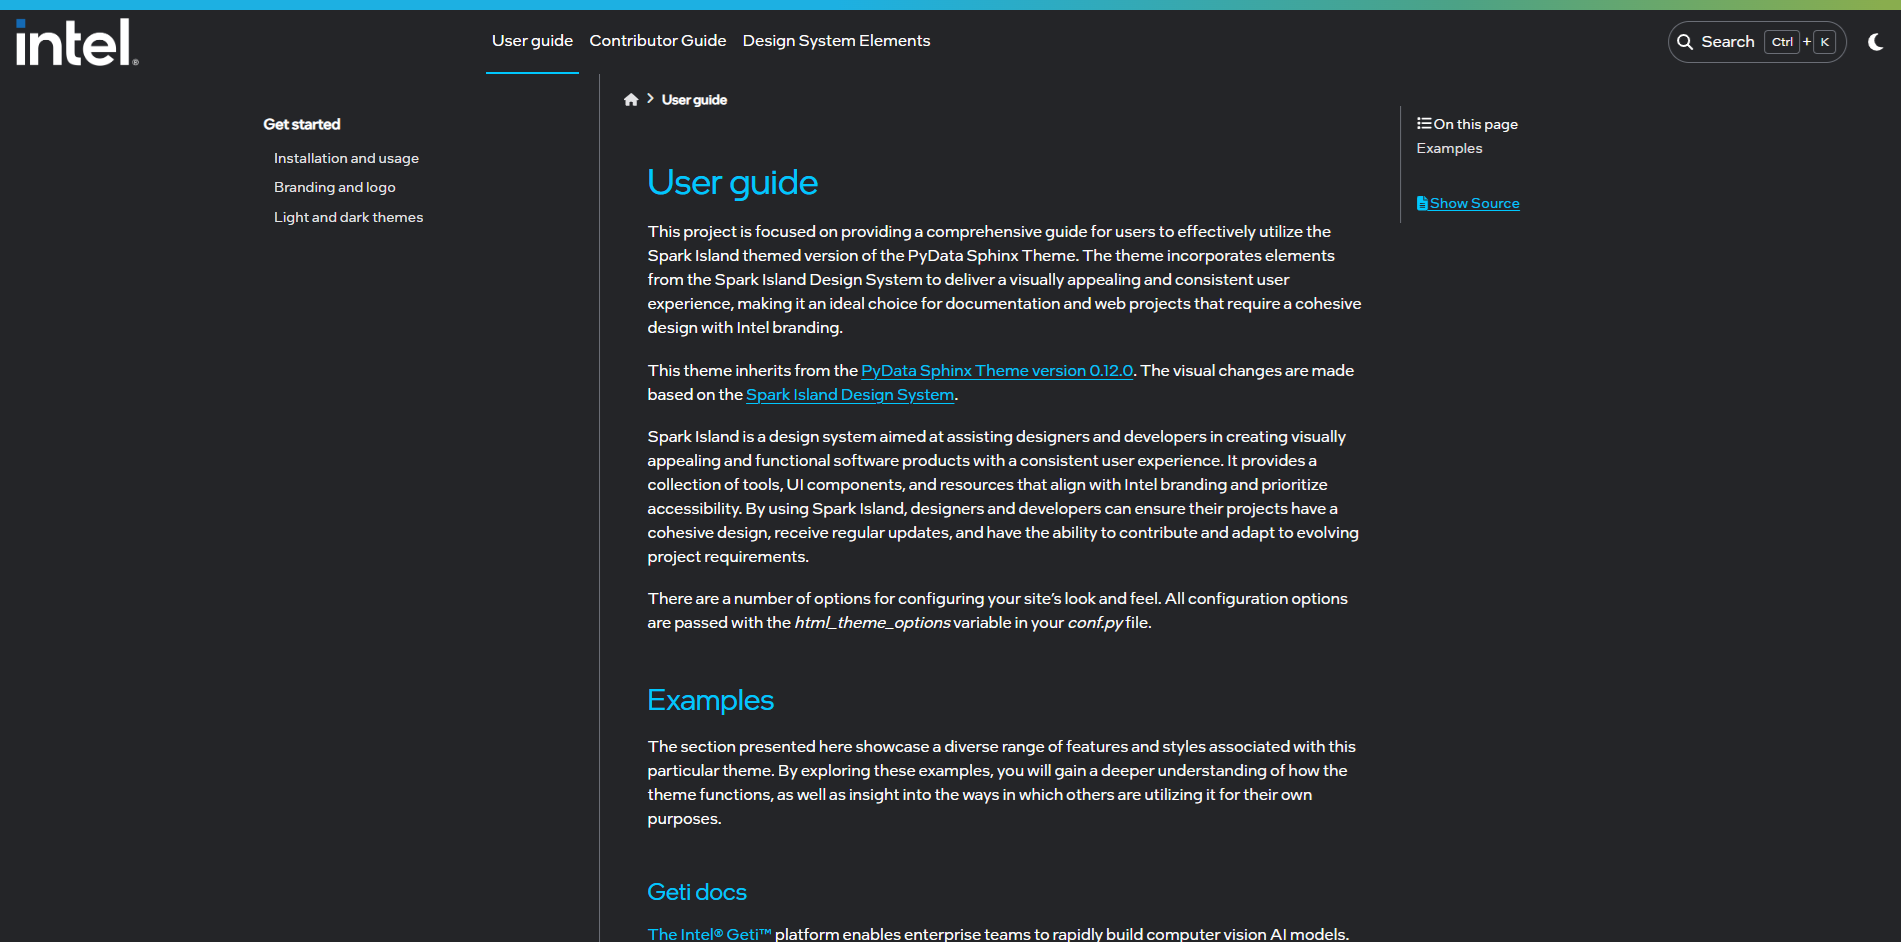 intel®
User guide
Contributor Guide
Design System Elements
Search Ctrl + K
Get started
Installation and usage
Branding and logo
Light and dark themes
User guide
User guide
This project is focused on providing a comprehensive guide for users to effectively utilize the
Spark Island themed version of the PyData Sphinx Theme. The theme incorporates elements
from the Spark Island Design System to deliver a visually appealing and consistent user
experience, making it an ideal choice for documentation and web projects that require a cohesive
design with Intel branding.
This theme inherits from the PyData Sphinx Theme version 0.12.0. The visual changes are made
based on the Spark Island Design System.
Spark Island is a design system aimed at assisting designers and developers in creating visually
appealing and functional software products with a consistent user experience. It provides a
collection of tools, UI components, and resources that align with Intel branding and prioritize
accessibility. By using Spark Island, designers and developers can ensure their projects have a
cohesive design, receive regular updates, and have the ability to contribute and adapt to evolving
project requirements.
There are a number of options for configuring your site’s look and feel. All configuration options
are passed with the html_theme_options variable in your conf.py file.
Examples
The section presented here showcase a diverse range of features and styles associated with this
particular theme. By exploring these examples, you will gain a deeper understanding of how the
theme functions, as well as insight into the ways in which others are utilizing it for their own
purposes.
Geti docs
The Intel® Geti™ platform enables enterprise teams to rapidly build computer vision AI models.
On this page
Examples
Show Source